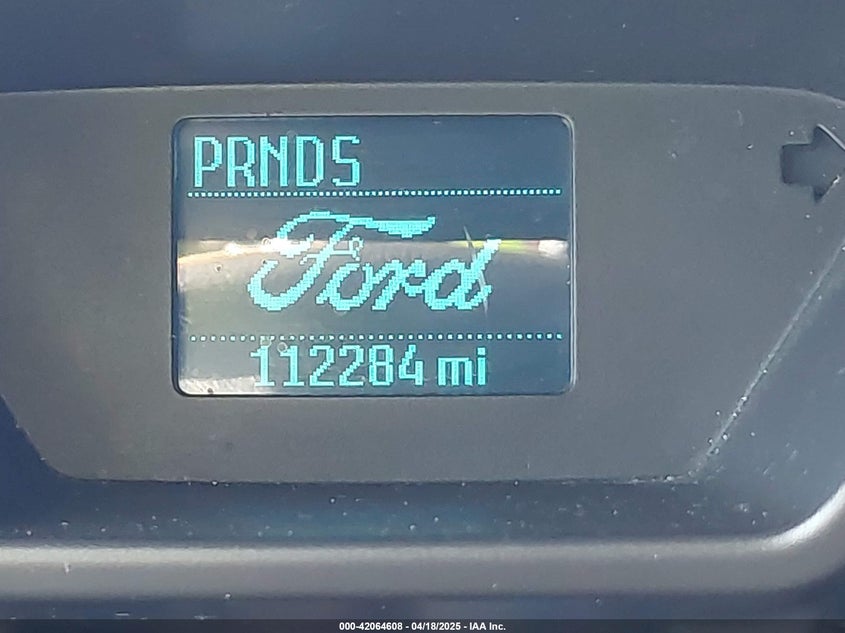 PRNDS
Ford
112284 mi
000-42064608 - 04/18/2025 - IAA Inc.